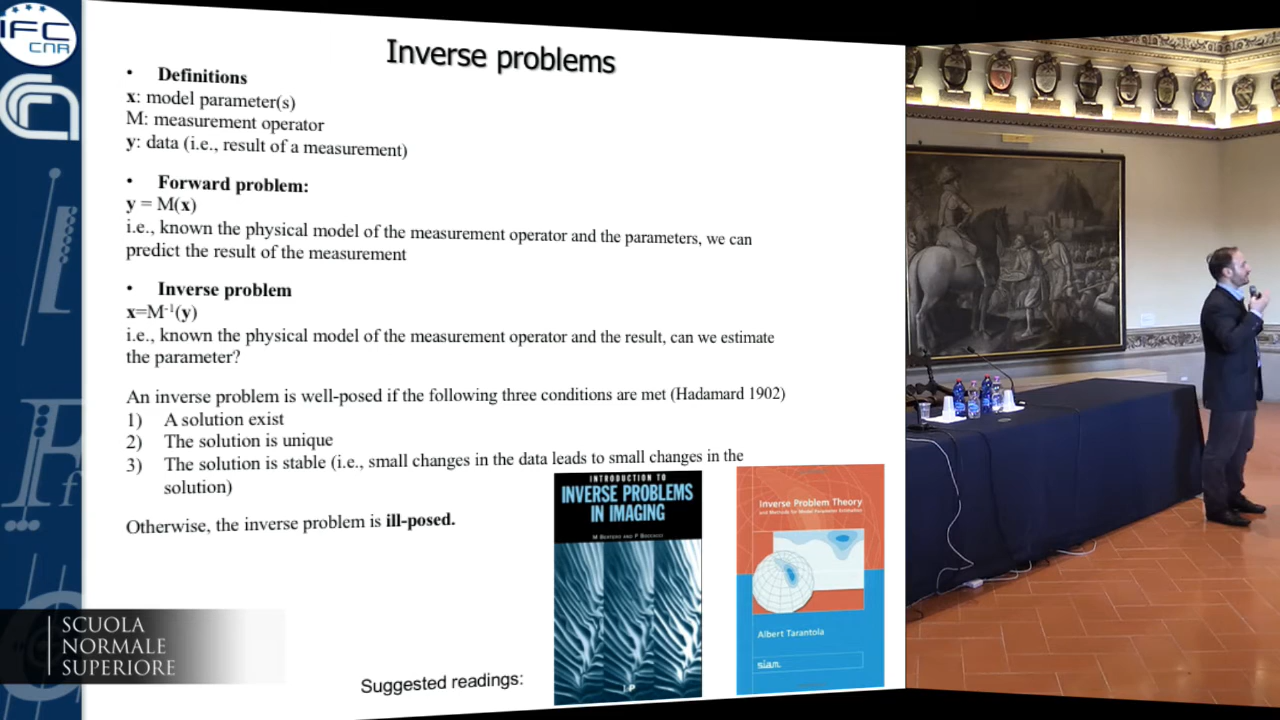 IFC
CNR
Inverse problems
• Definitions
x: model parameter(s)
M: measurement operator
y: data (i.e., result of a measurement)
• Forward problem:
y = M(x)
i.e., known the physical model of the measurement operator and the parameters, we can
predict the result of the measurement
• Inverse problem
x=M⁻¹(y)
i.e., known the physical model of the measurement operator and the result, can we estimate
the parameter?
An inverse problem is well-posed if the following three conditions are met (Hadamard 1902)
1) A solution exist
2) The solution is unique
3) The solution is stable (i.e., small changes in the data leads to small changes in the
solution)
Otherwise, the inverse problem is ill-posed.
Suggested readings:
INTRODUCTION TO
INVERSE PROBLEMS
IN IMAGING
M BERTERO AND P BOCCACCI
Inverse Problem Theory
and Methods for Model Parameter Estimation
Albert Tarantola
siam
SCUOLA
NORMALE
SUPERIORE